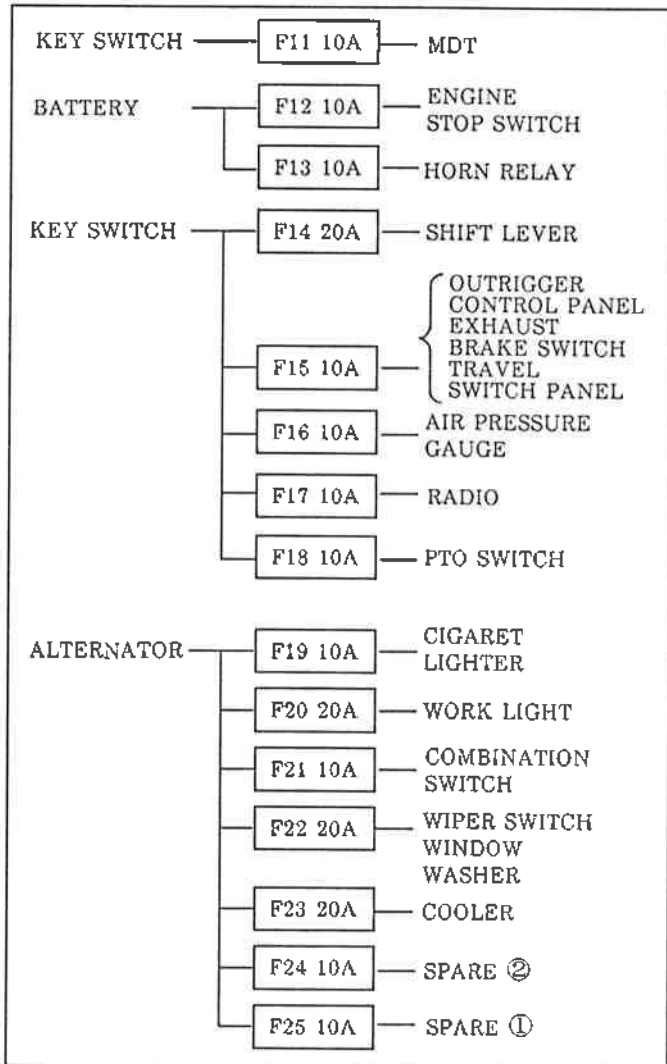 KEY SWITCH F11 10A MDT
BATTERY F12 10A ENGINE
STOP SWITCH
F13 10A HORN RELAY
KEY SWITCH F14 20A SHIFT LEVER
OUTRIGGER
CONTROL PANEL
EXHAUST
BRAKE SWITCH
F15 10A TRAVEL
SWITCH PANEL
F16 10A AIR PRESSURE
GAUGE
F17 10A RADIO
F18 10A PTO SWITCH
ALTERNATOR F19 10A CIGARET
LIGHTER
F20 20A WORK LIGHT
F21 10A COMBINATION
SWITCH
F22 20A WIPER SWITCH
WINDOW
WASHER
F23 20A COOLER
F24 10A SPARE ②
F25 10A SPARE ①